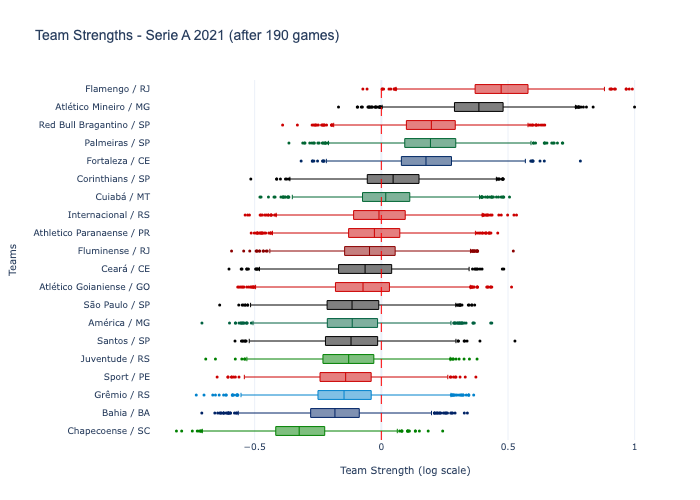 Team Strengths - Serie A 2021 (after 190 games)
Flamengo / RJ
Atlético Mineiro / MG
Red Bull Bragantino / SP
Palmeiras / SP
Fortaleza / CE
Corinthians / SP
Cuiabá / MT
Internacional / RS
Athletico Paranaense / PR
Fluminense / RJ
Ceará / CE
Atlético Goianiense / GO
São Paulo / SP
América / MG
Santos / SP
Juventude / RS
Sport / PE
Grêmio / RS
Bahia / BA
Chapecoense / SC
Teams
−0.5 0 0.5 1
Team Strength (log scale)